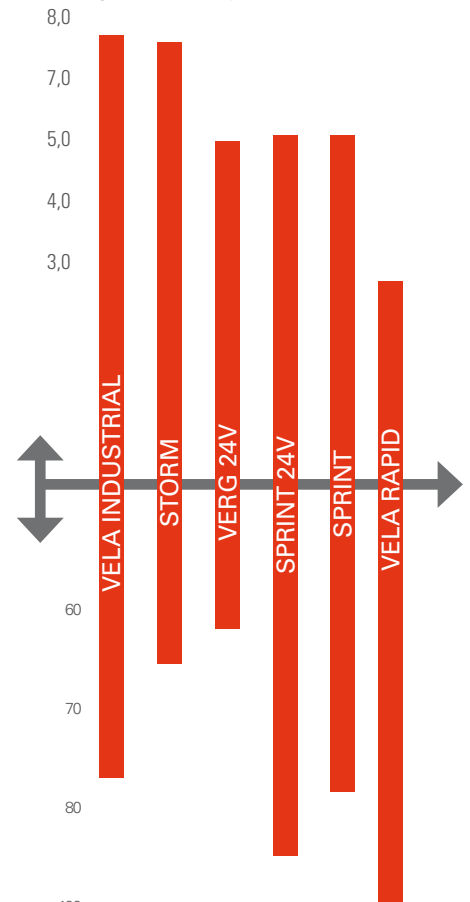 8,0
7,0
5,0
4,0
3,0
VELA INDUSTRIAL
STORM
VERG 24V
SPRINT 24V
SPRINT
VELA RAPID
60
70
80